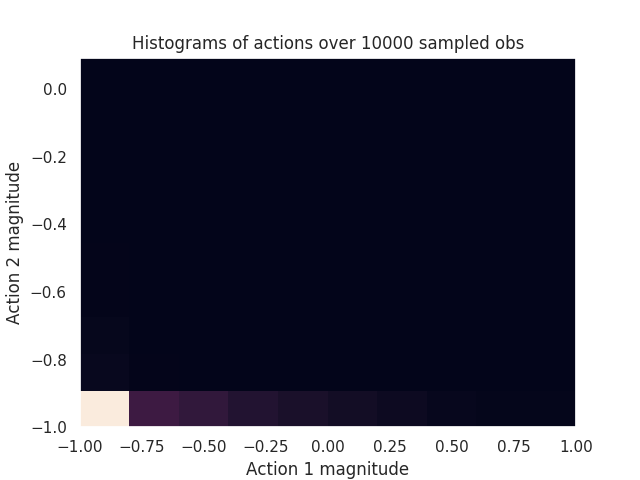 Histograms of actions over 10000 sampled obs
Action 2 magnitude
0.0
−0.2
−0.4
−0.6
−0.8
−1.0
−1.00 −0.75 −0.50 −0.25 0.00 0.25 0.50 0.75 1.00
Action 1 magnitude